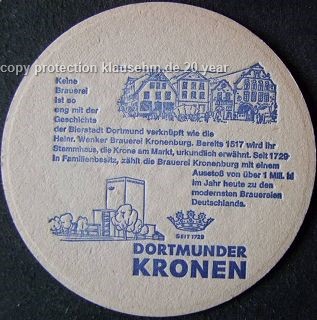 copy protection klausehm.de 20 year
Keine
Brauerei
ist so
eng mit der
Geschichte
der Bierstadt Dortmund verknüpft wie die
Heinr. Wenker Brauerei Kronenburg. Bereits 1517 wird ihr
Stammhaus, die Krone am Markt, urkundlich erwähnt. Seit 1729
in Familienbesitz, zählt die Brauerei Kronenburg mit einem
Ausstoß von über 1 Mill. hl
im Jahr heute zu den
modernsten Brauereien
Deutschlands.
SEIT 1729
DORTMUNDER
KRONEN